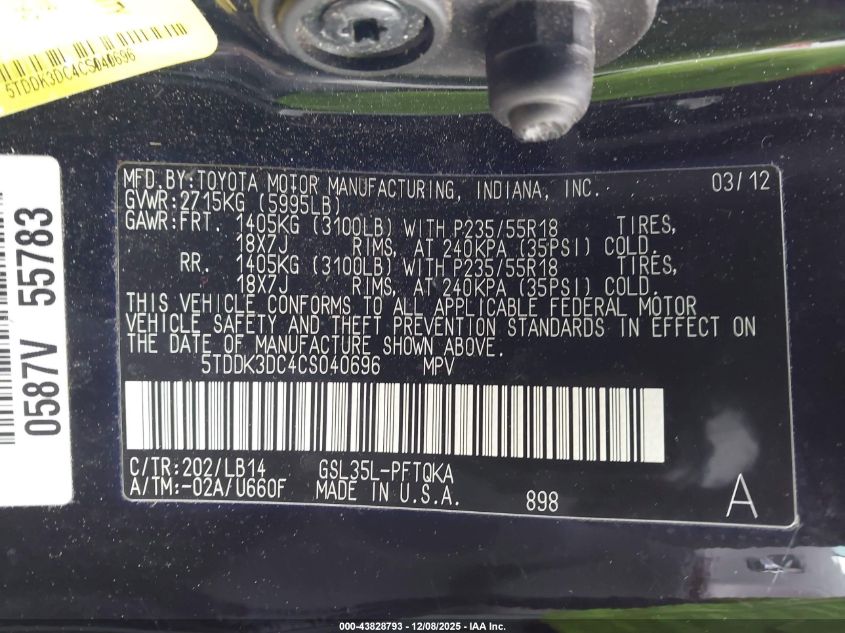 5TDDK3DC4CS040696
0587V 55783
MFD.BY:TOYOTA MOTOR MANUFACTURING, INDIANA, INC. 03/12
GVWR:2715KG (5995LB)
GAWR:FRT. 1405KG (3100LB) WITH P235/55R18 TIRES,
18X7J RIMS, AT 240KPA (35PSI) COLD.
RR. 1405KG (3100LB) WITH P235/55R18 TIRES,
18X7J RIMS, AT 240KPA (35PSI) COLD.
THIS VEHICLE CONFORMS TO ALL APPLICABLE FEDERAL MOTOR
VEHICLE SAFETY AND THEFT PREVENTION STANDARDS IN EFFECT ON
THE DATE OF MANUFACTURE SHOWN ABOVE.
5TDDK3DC4CS040696 MPV
C/TR:202/LB14 GSL35L-PFTQKA
A/TM:-02A/U660F MADE IN U.S.A. 898 A
000-43828793 - 12/08/2025 - IAA Inc.